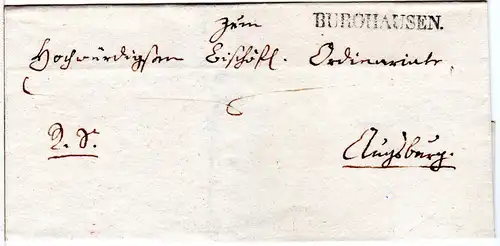 BURGHAUSEN.
Zum
Hochwürdigsten Bischöfl. Ordinariate
R. S.
Augsburg.